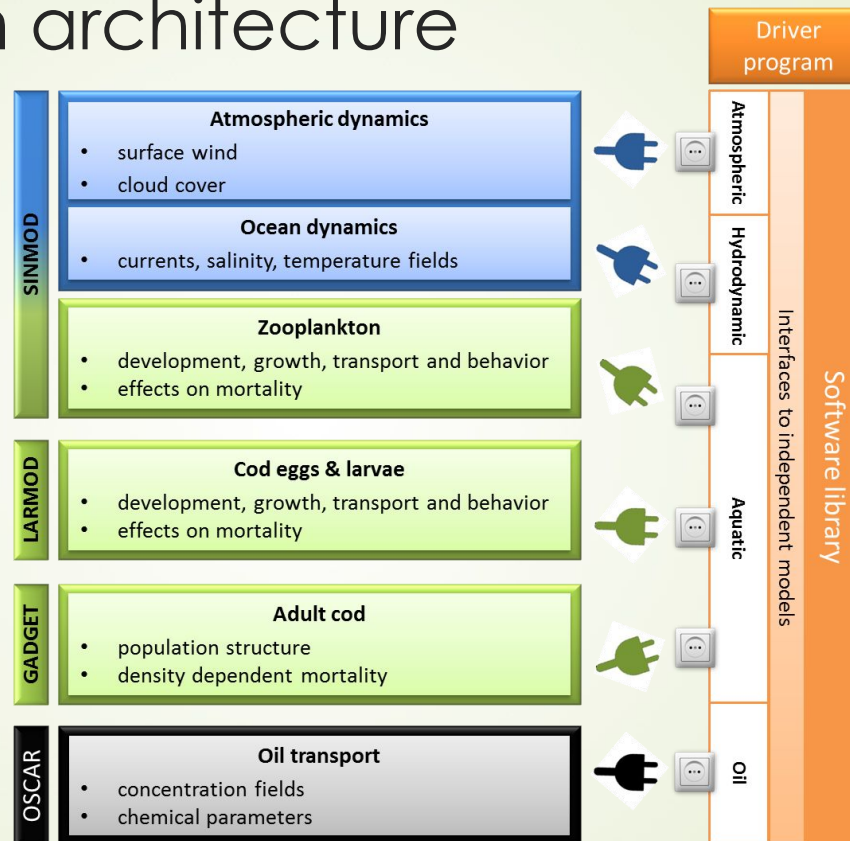 architecture
Driver
program
SINMOD
Atmospheric dynamics
• surface wind
• cloud cover
Ocean dynamics
• currents, salinity, temperature fields
Zooplankton
• development, growth, transport and behavior
• effects on mortality
LARMOD
Cod eggs & larvae
• development, growth, transport and behavior
• effects on mortality
GADGET
Adult cod
• population structure
• density dependent mortality
OSCAR
Oil transport
• concentration fields
• chemical parameters
Atmospheric
Hydrodynamic
Aquatic
Oil
Interfaces to independent models
Software library